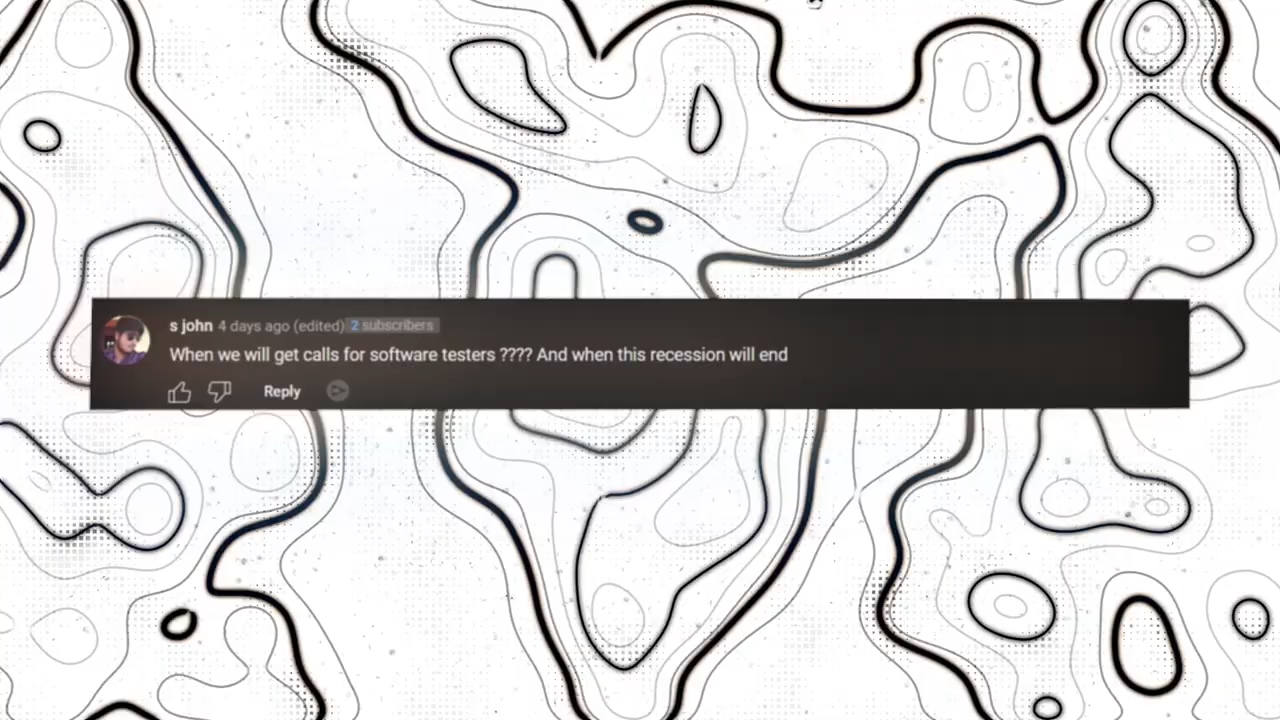 s john 4 days ago (edited) 2 subscribers
When we will get calls for software testers ???? And when this recession will end
Reply